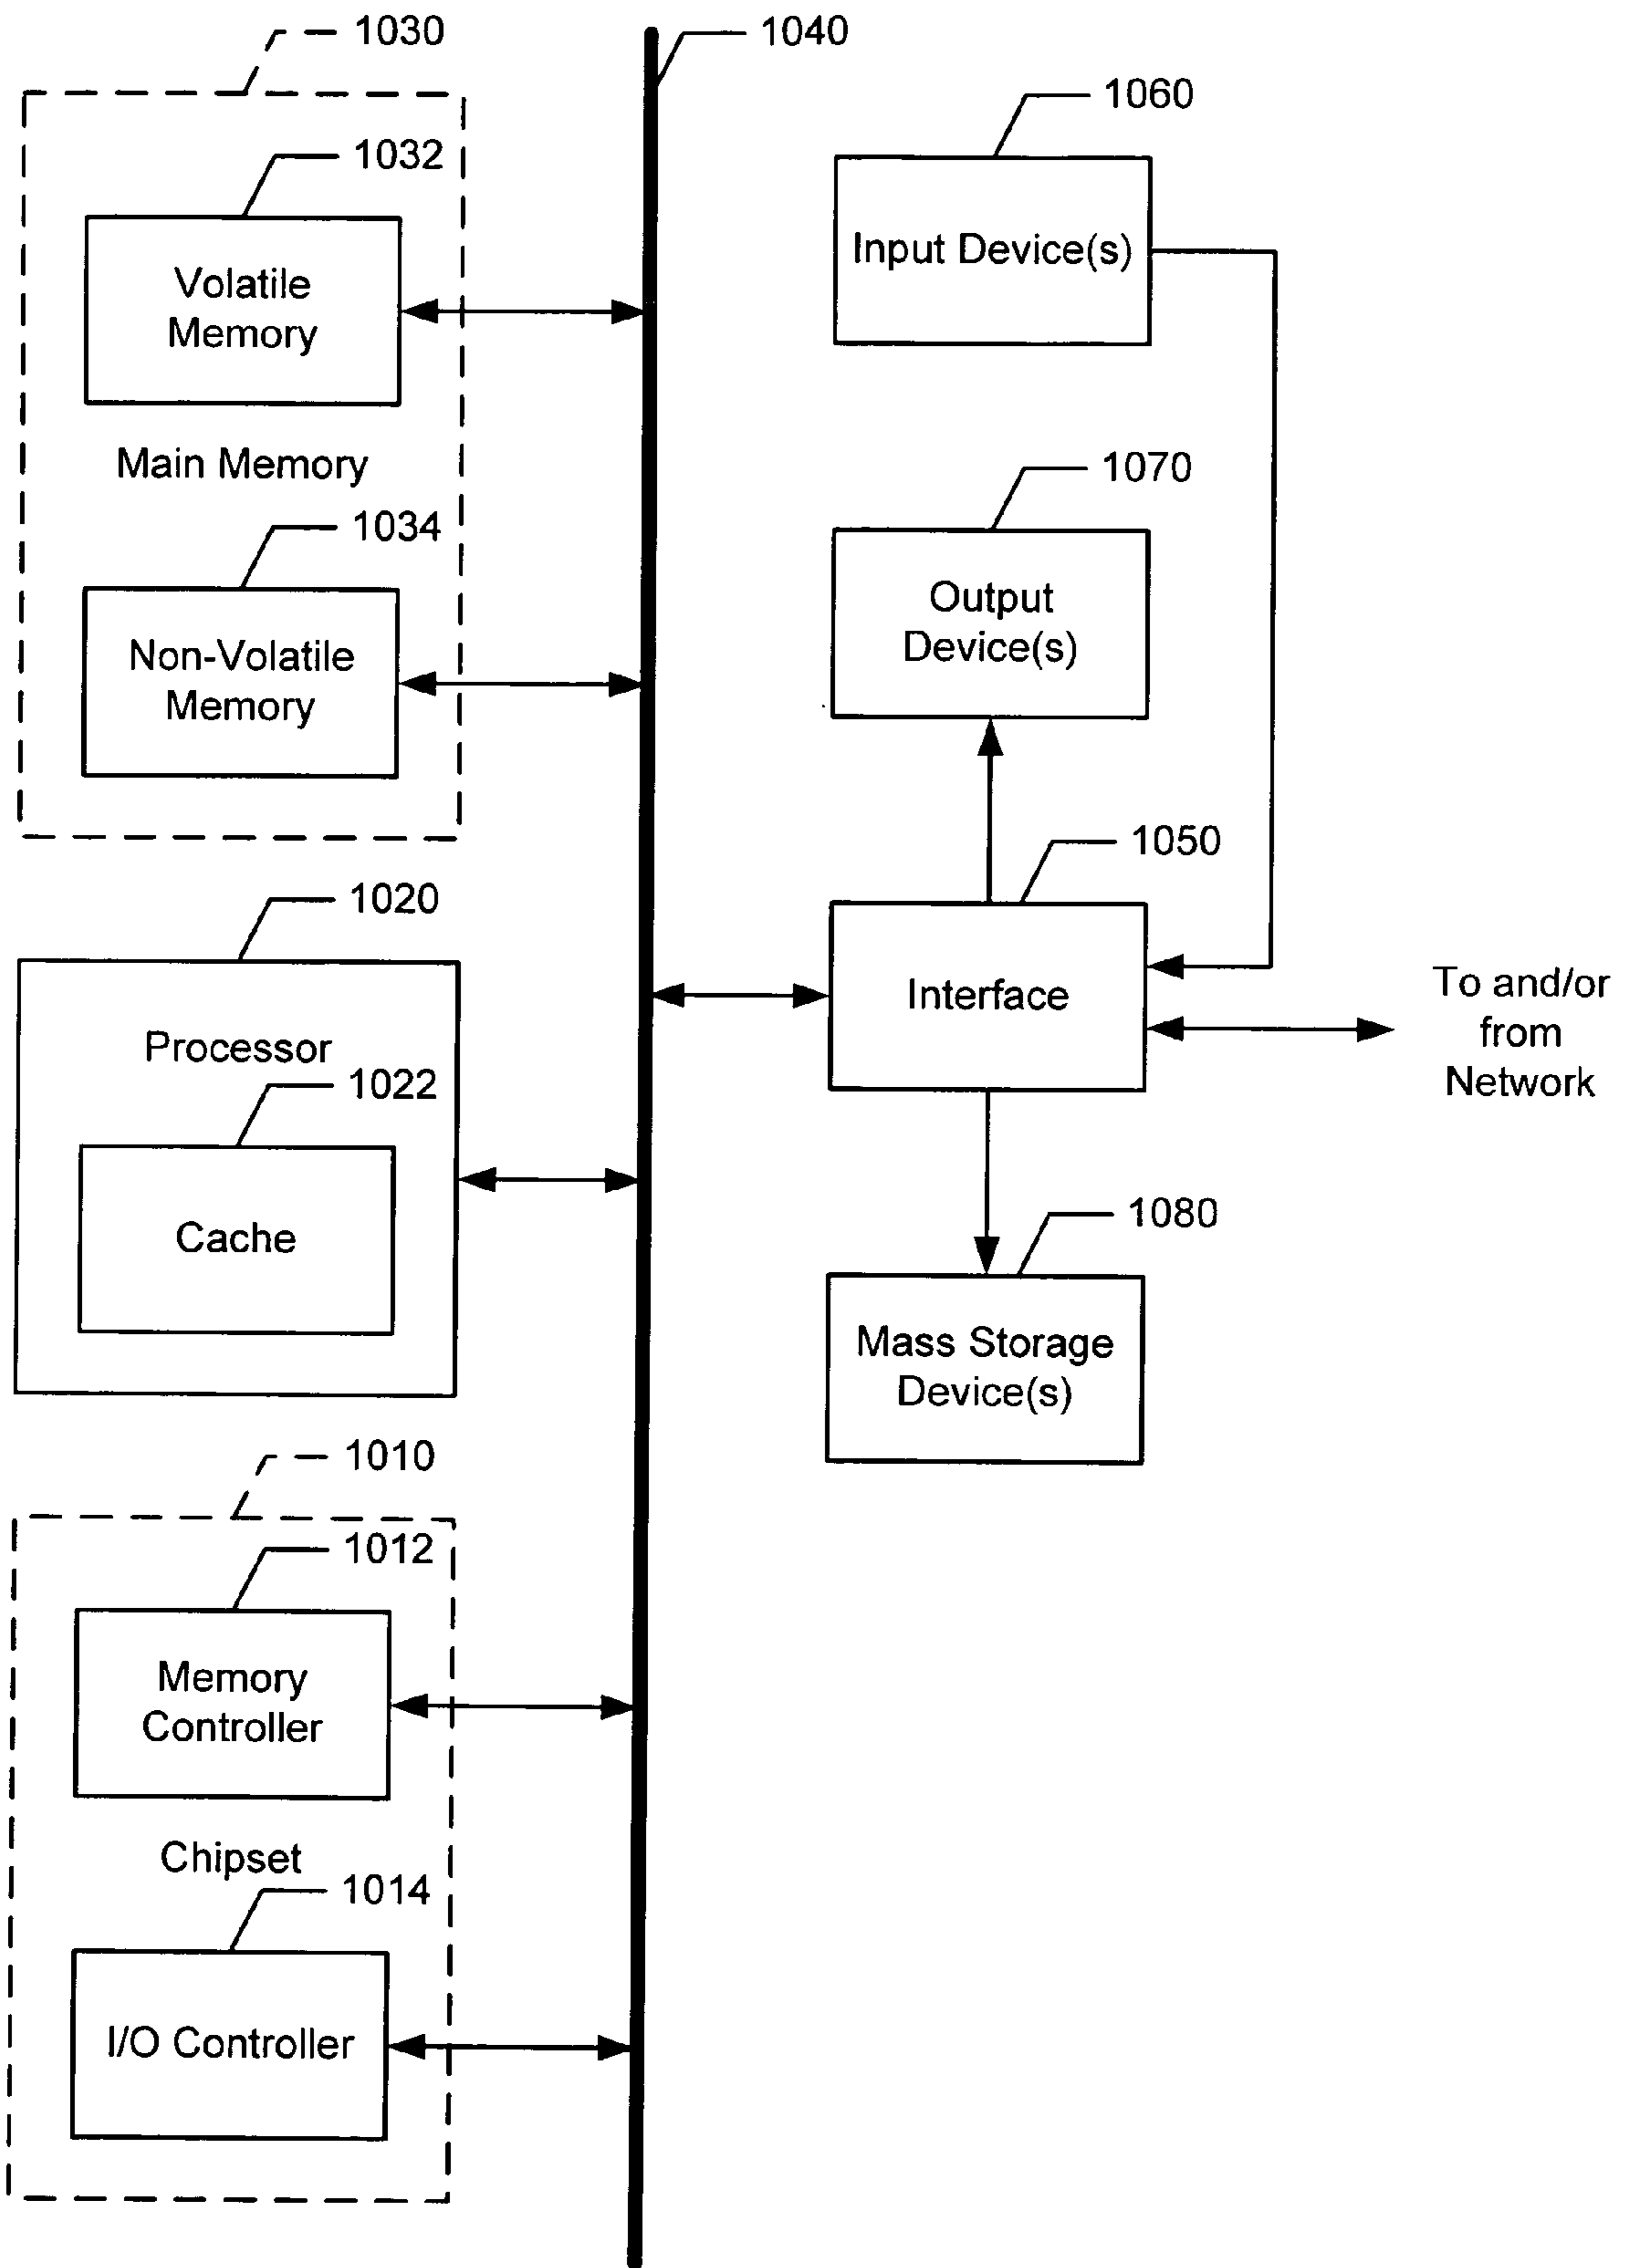 1030
1032
Volatile
Memory
Main Memory
1034
Non-Volatile
Memory
1020
Processor
1022
Cache
1010
1012
Memory
Controller
Chipset
1014
I/O Controller
1040
1060
Input Device(s)
1070
Output
Device(s)
1050
Interface
To and/or
from
Network
1080
Mass Storage
Device(s)